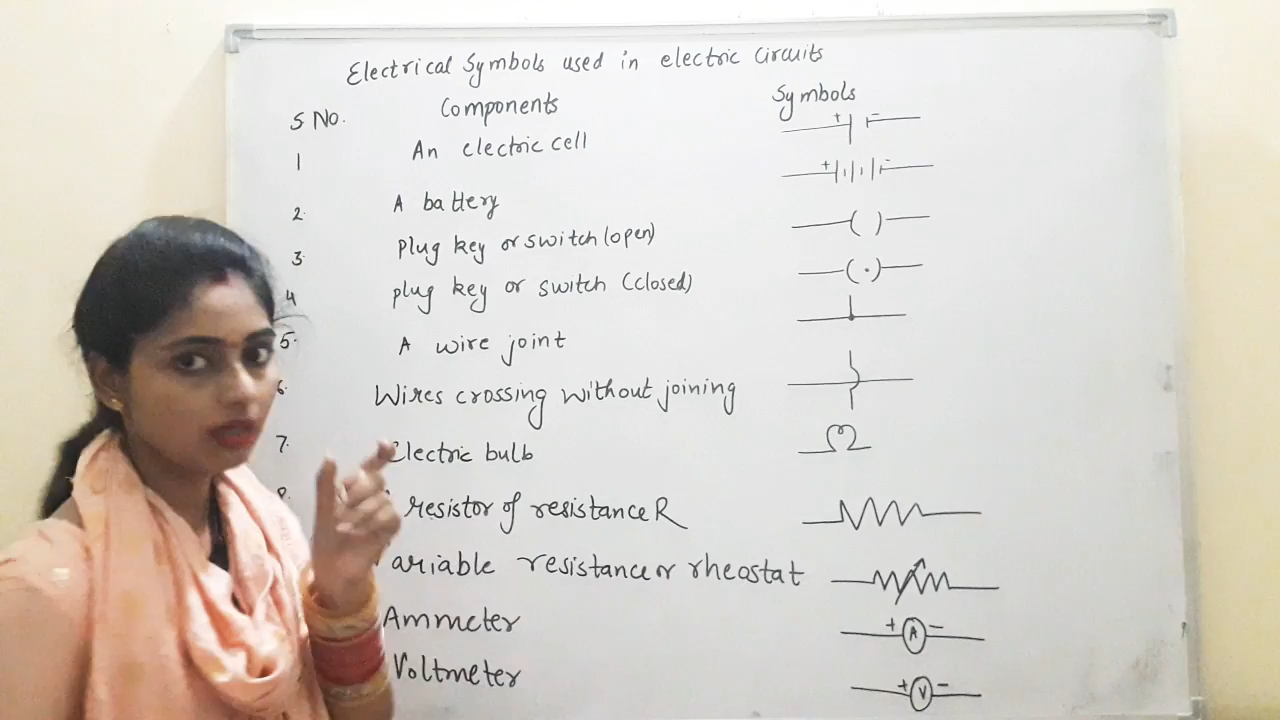 Electrical Symbols used in electric Circuits
S No. Components Symbols
1 An electric cell + -
2. A battery + -
3 Plug key or switch (open)
4 plug key or switch (closed)
5. A wire joint
6. Wires crossing without joining
7. Electric bulb
resistor of resistance R
ariable resistance or rheostat
Ammeter + A -
Voltmeter + V -